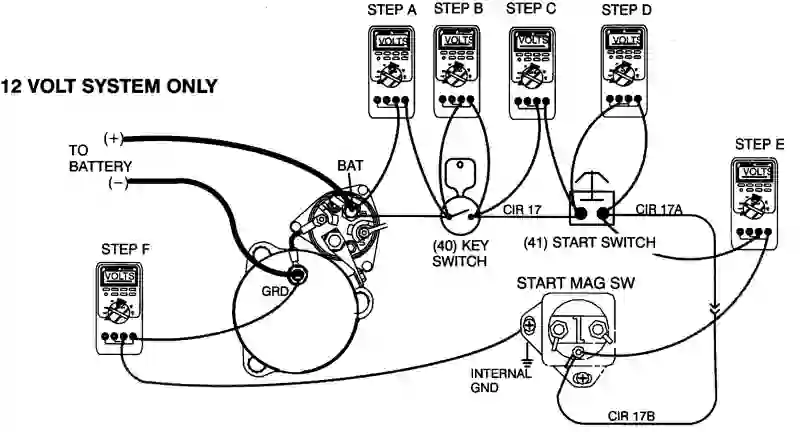 STEP A
STEP B
STEP C
STEP D
VOLTS
VOLTS
VOLTS
VOLTS
12 VOLT SYSTEM ONLY
(+)
TO
BATTERY
(−)
BAT
STEP E
VOLTS
CIR 17
CIR 17A
(40) KEY
SWITCH
(41) START SWITCH
STEP F
VOLTS
GRD
START MAG SW
INTERNAL
GND
CIR 17B